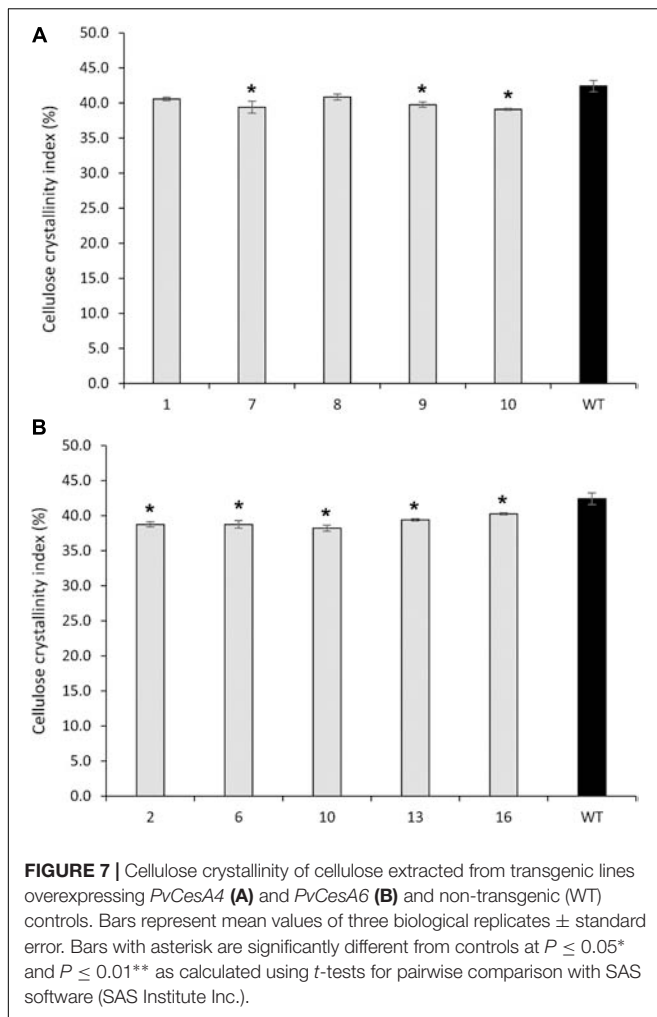 A
50.0
45.0
40.0
35.0
30.0
25.0
20.0
15.0
10.0
5.0
0.0
Cellulose crystallinity index (%)
* * *
1 7 8 9 10 WT
B
50.0
45.0
40.0
35.0
30.0
25.0
20.0
15.0
10.0
5.0
0.0
Cellulose crystallinity index (%)
* * * * *
2 6 10 13 16 WT
FIGURE 7 | Cellulose crystallinity of cellulose extracted from transgenic lines
overexpressing PvCesA4 (A) and PvCesA6 (B) and non-transgenic (WT)
controls. Bars represent mean values of three biological replicates ± standard
error. Bars with asterisk are significantly different from controls at P ≤ 0.05*
and P ≤ 0.01** as calculated using t-tests for pairwise comparison with SAS
software (SAS Institute Inc.).